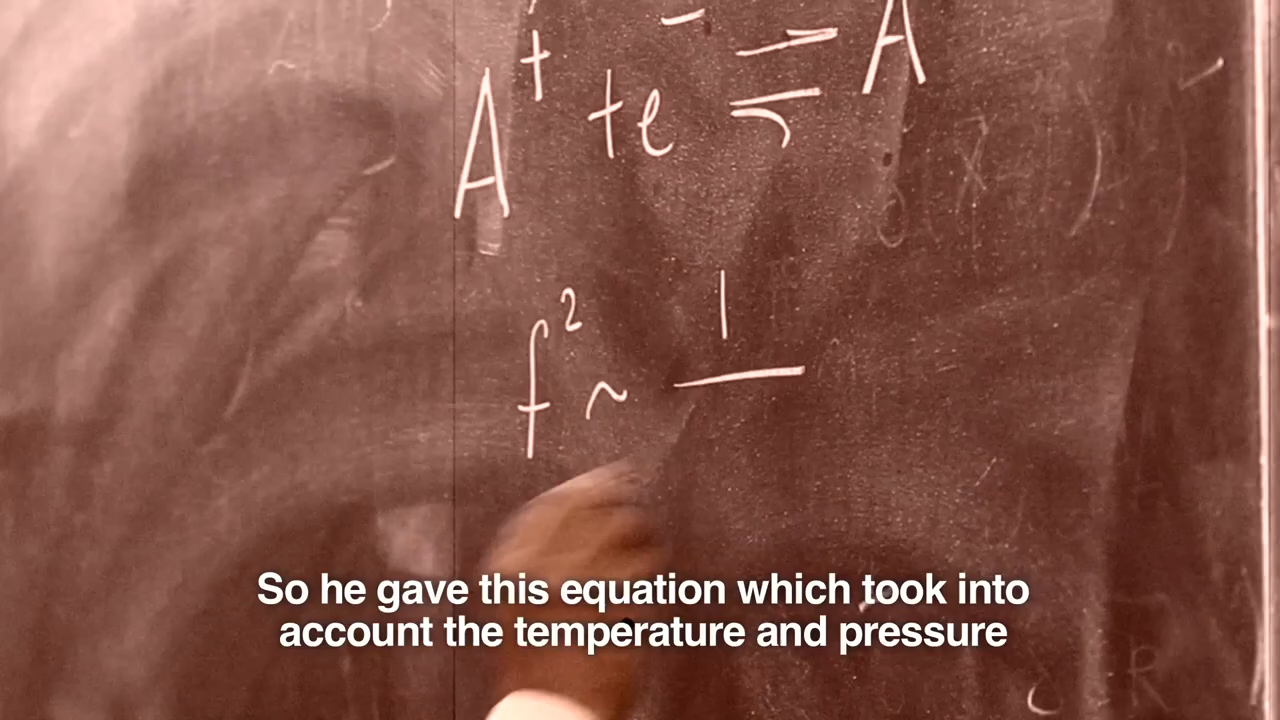 A⁺ + e⁻ ⇌ A
f² ~ 1/
So he gave this equation which took into
account the temperature and pressure